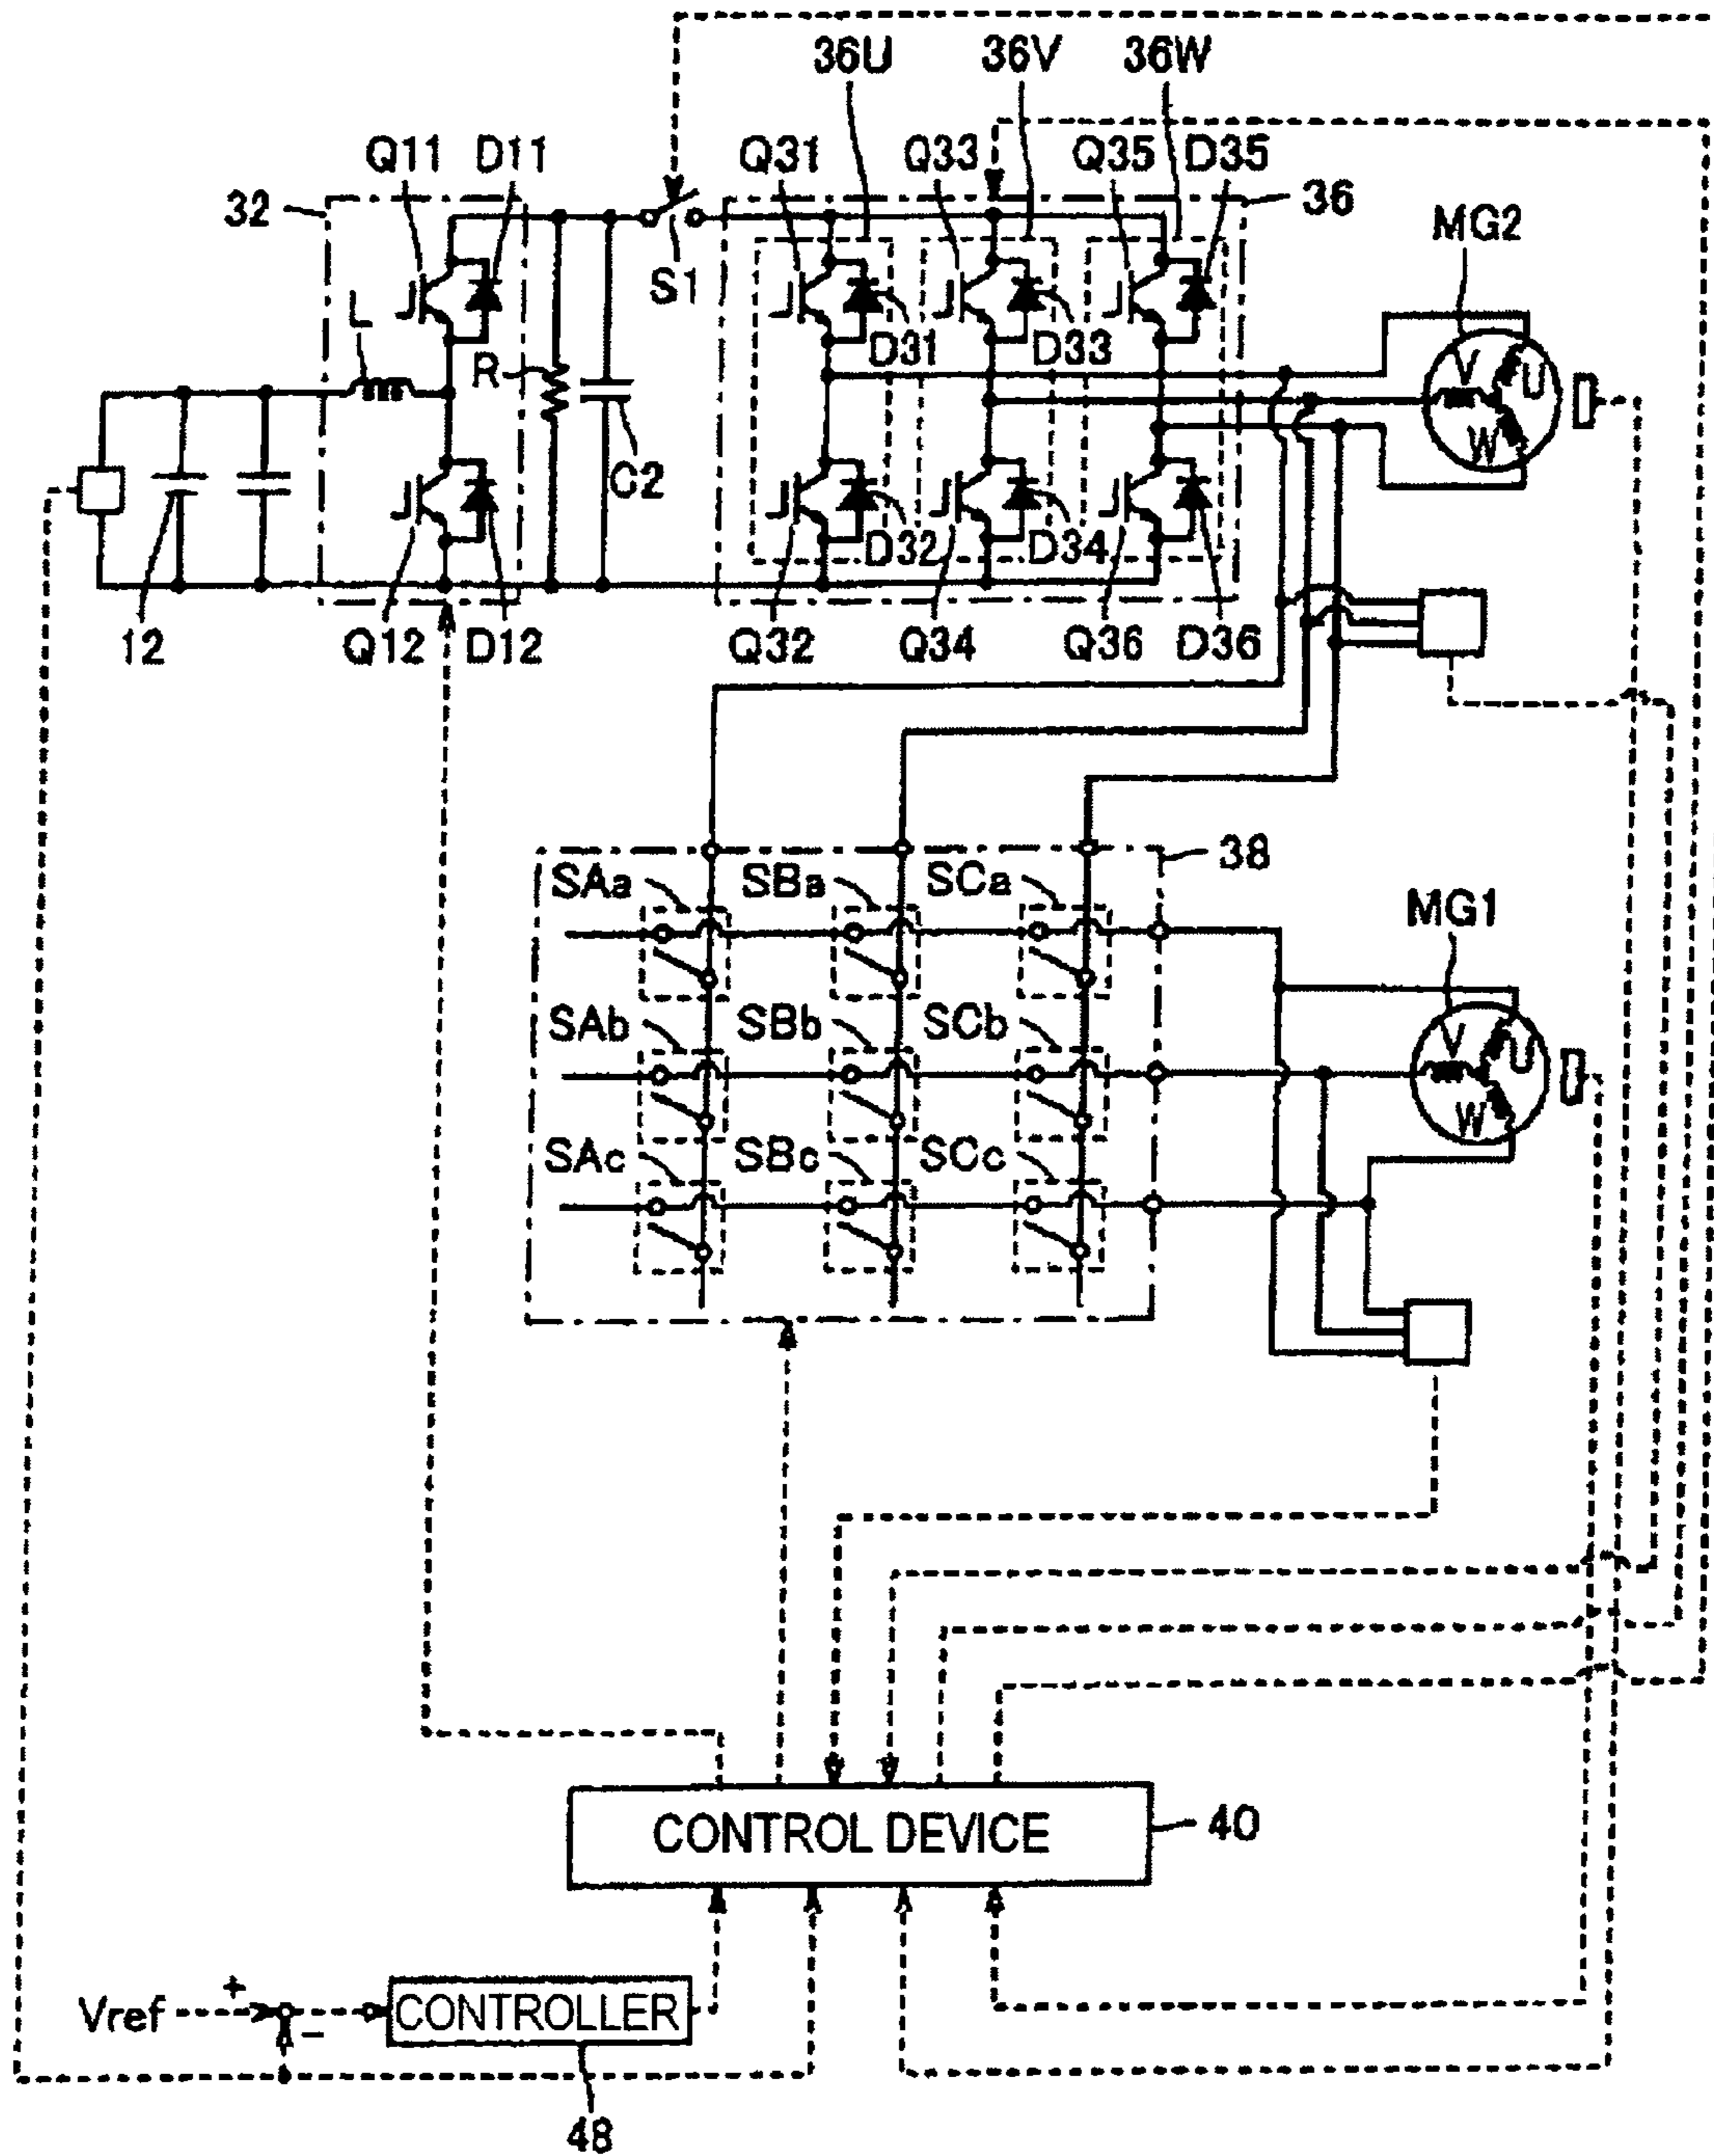 36U 36V 36W
Q11 D11 Q31 Q33 Q35 D35
32 36
MG2
S1
L
D31 D33
V U
R
W
C2
D32 D34
12 Q12 D12 Q32 Q34 Q36 D36
38
SAa SBa SCa
MG1
SAb SBb SCb
V U
W
SAc SBc SCc
CONTROL DEVICE 40
+
Vref CONTROLLER
−
48